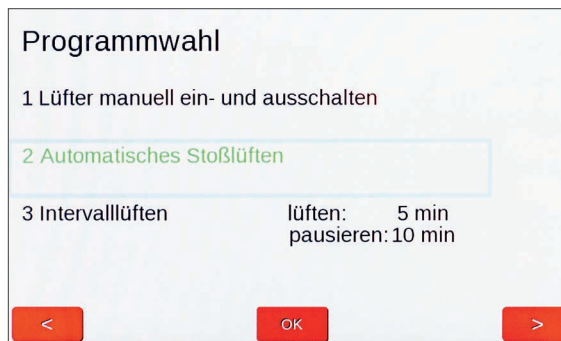 Programmwahl
1 Lüfter manuell ein- und ausschalten
2 Automatisches Stoßlüften
3 Intervalllüften lüften: 5 min
pausieren: 10 min
< OK >